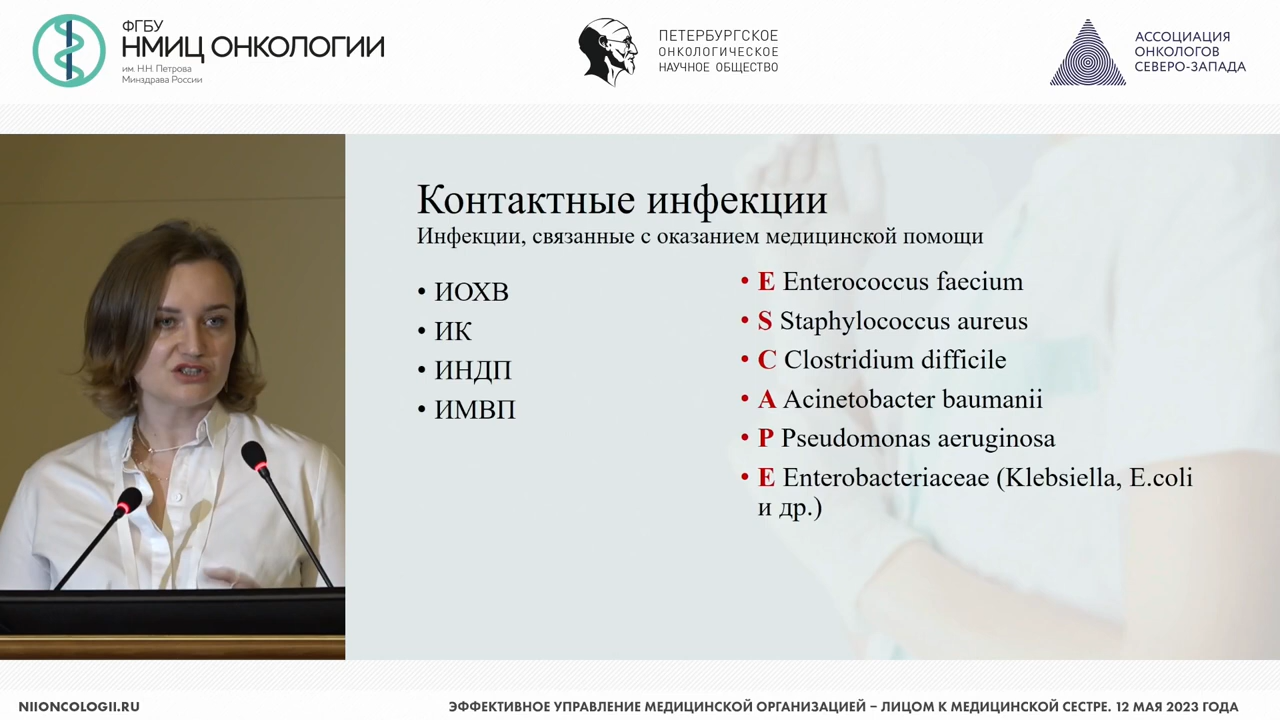 ФГБУ
НМИЦ ОНКОЛОГИИ
им. Н.Н. Петрова
Минздрава России
ПЕТЕРБУРГСКОЕ
ОНКОЛОГИЧЕСКОЕ
НАУЧНОЕ ОБЩЕСТВО
АССОЦИАЦИЯ
ОНКОЛОГОВ
СЕВЕРО-ЗАПАДА
Контактные инфекции
Инфекции, связанные с оказанием медицинской помощи
• ИОХВ
• ИК
• ИНДП
• ИМВП
• E Enterococcus faecium
• S Staphylococcus aureus
• C Clostridium difficile
• A Acinetobacter baumanii
• P Pseudomonas aeruginosa
• E Enterobacteriaceae (Klebsiella, E.coli
и др.)
NIIONCOLOGII.RU
ЭФФЕКТИВНОЕ УПРАВЛЕНИЕ МЕДИЦИНСКОЙ ОРГАНИЗАЦИЕЙ – ЛИЦОМ К МЕДИЦИНСКОЙ СЕСТРЕ. 12 МАЯ 2023 ГОДА